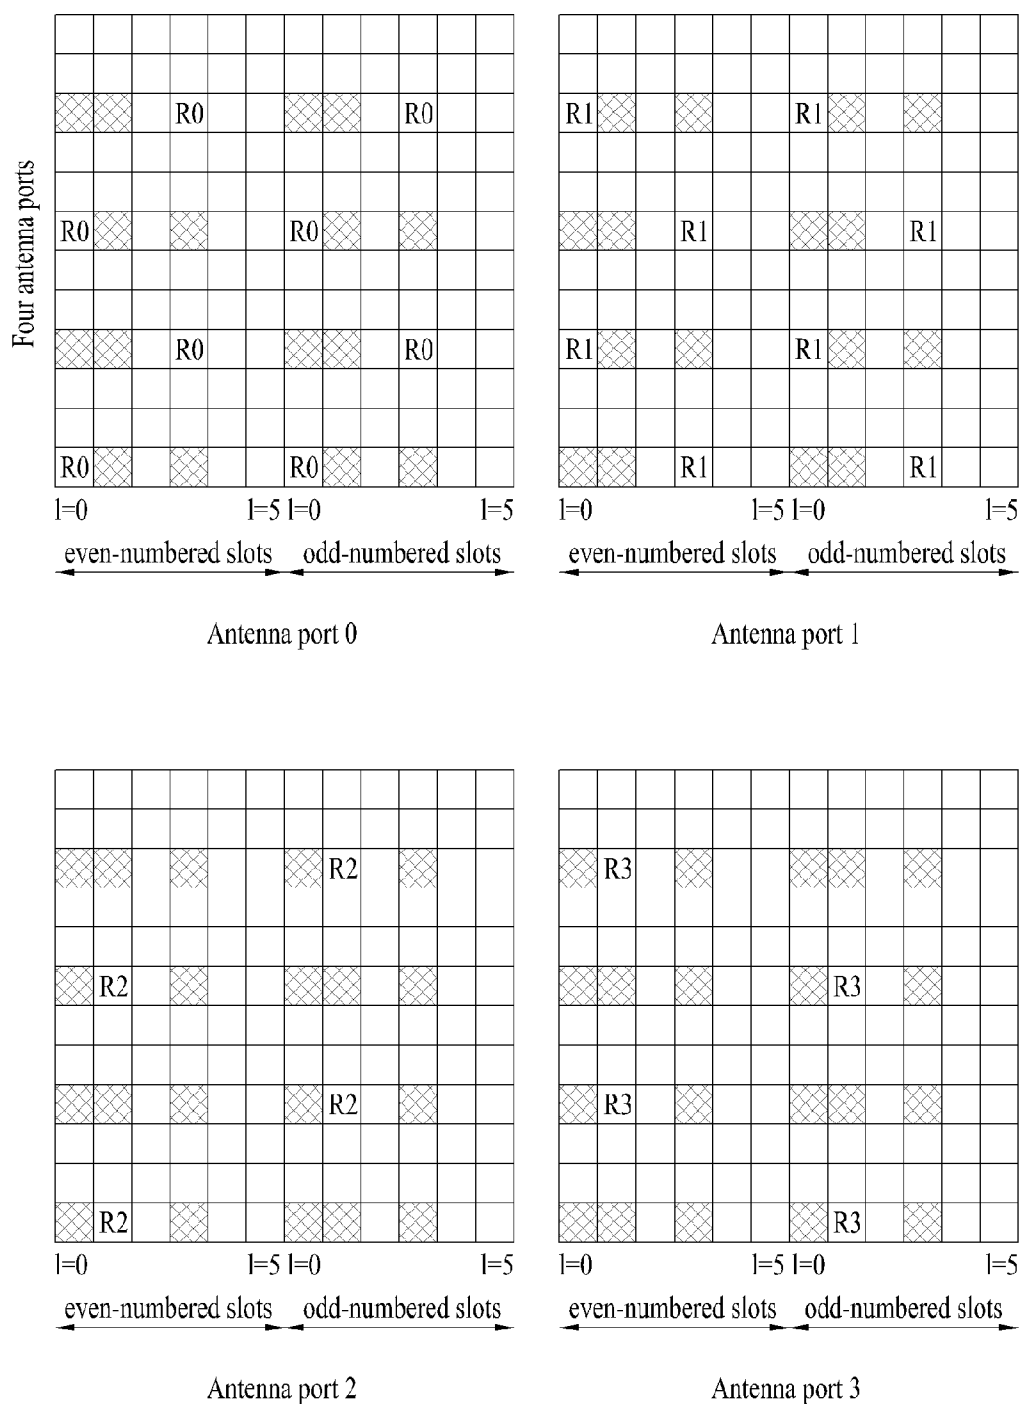 Four antenna ports
R0 R0
R0 R0
R0 R0
R0 R0
l=0 l=5 l=0 l=5
even-numbered slots odd-numbered slots
Antenna port 0
R1 R1
R1 R1
R1 R1
R1 R1
l=0 l=5 l=0 l=5
even-numbered slots odd-numbered slots
Antenna port 1
R2
R2
R2
R2
l=0 l=5 l=0 l=5
even-numbered slots odd-numbered slots
Antenna port 2
R3
R3
R3
R3
l=0 l=5 l=0 l=5
even-numbered slots odd-numbered slots
Antenna port 3